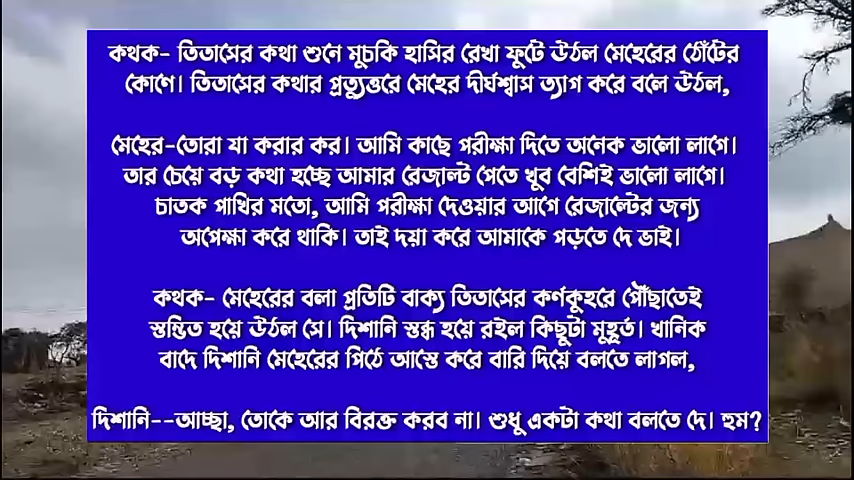 কথক- তিতাসের কথা শুনে মুচকি হাসির রেখা ফুটে উঠল মেহেরের ঠোঁটের
কোণে। তিতাসের কথার প্রত্যুত্তরে মেহের দীর্ঘশ্বাস ত্যাগ করে বলে উঠল,
মেহের-তোরা যা করার কর। আমি কাছে পরীক্ষা দিতে অনেক ভালো লাগে।
তার চেয়ে বড় কথা হচ্ছে আমার রেজাল্ট পেতে খুব বেশিই ভালো লাগে।
চাতক পাখির মতো, আমি পরীক্ষা দেওয়ার আগে রেজাল্টের জন্য
অপেক্ষা করে থাকি। তাই দয়া করে আমাকে পড়তে দে ভাই।
কথক- মেহেরের বলা প্রতিটি বাক্য তিতাসের কর্ণকুহরে পৌঁছাতেই
স্তম্ভিত হয়ে উঠল সে। দিশানি স্তব্ধ হয়ে রইল কিছুটা মুহূর্ত। খানিক
বাদে দিশানি মেহেরের পিঠে আস্তে করে বারি দিয়ে বলতে লাগল,
দিশানি--আচ্ছা, তোকে আর বিরক্ত করব না। শুধু একটা কথা বলতে দে। হুম?